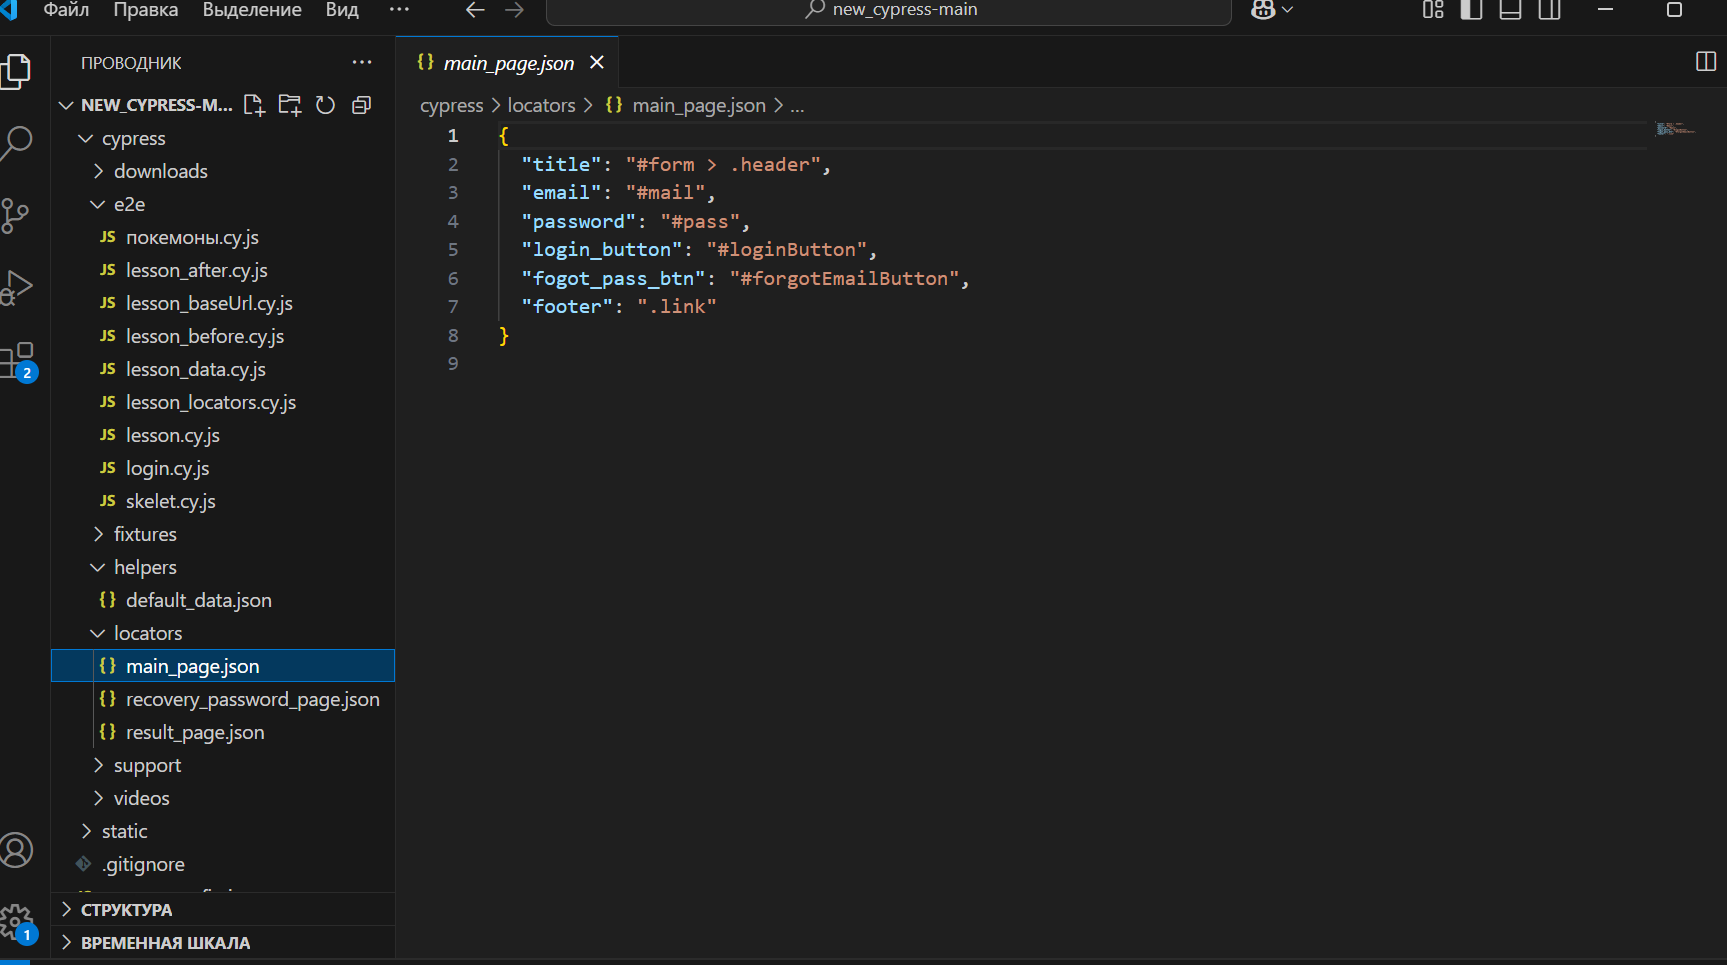 Файл Правка Выделение Вид ··· new_cypress-main
ПРОВОДНИК ···
NEW_CYPRESS-M...
cypress
downloads
e2e
JS покемоны.cy.js
JS lesson_after.cy.js
JS lesson_baseUrl.cy.js
JS lesson_before.cy.js
JS lesson_data.cy.js
JS lesson_locators.cy.js
JS lesson.cy.js
JS login.cy.js
JS skelet.cy.js
fixtures
helpers
{} default_data.json
locators
{} main_page.json
{} recovery_password_page.json
{} result_page.json
support
videos
static
.gitignore
СТРУКТУРА
ВРЕМЕННАЯ ШКАЛА
2
1
{} main_page.json
cypress > locators > {} main_page.json > ...
1 {
2 "title": "#form > .header",
3 "email": "#mail",
4 "password": "#pass",
5 "login_button": "#loginButton",
6 "fogot_pass_btn": "#forgotEmailButton",
7 "footer": ".link"
8 }
9